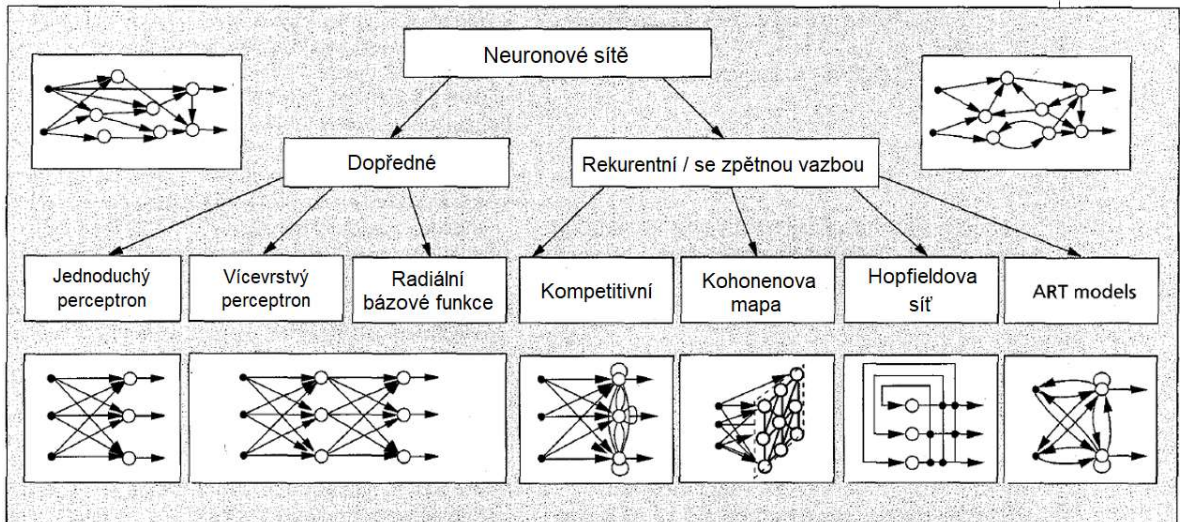 Neuronové sítě
Dopředné
Rekurentní / se zpětnou vazbou
Jednoduchý
perceptron
Vícevrstvý
perceptron
Radiální
bázové funkce
Kompetitivní
Kohonenova
mapa
Hopfieldova
síť
ART models